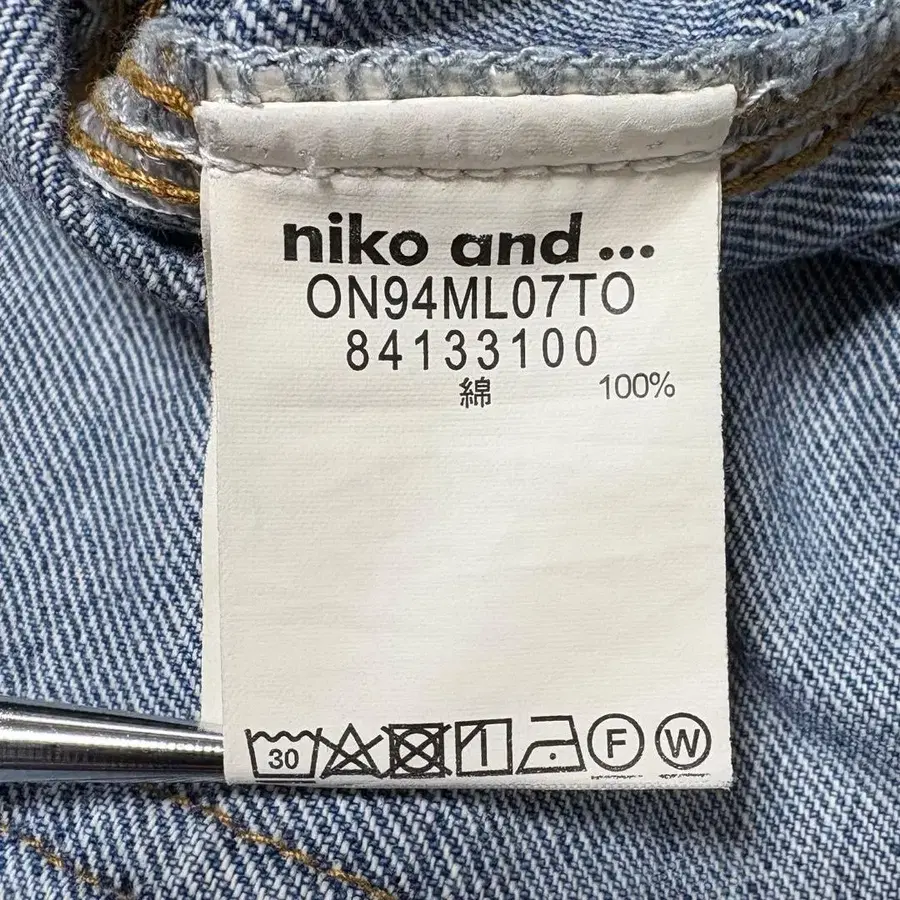 niko and ...
ON94ML07TO
84133100
綿 100%
30 F W